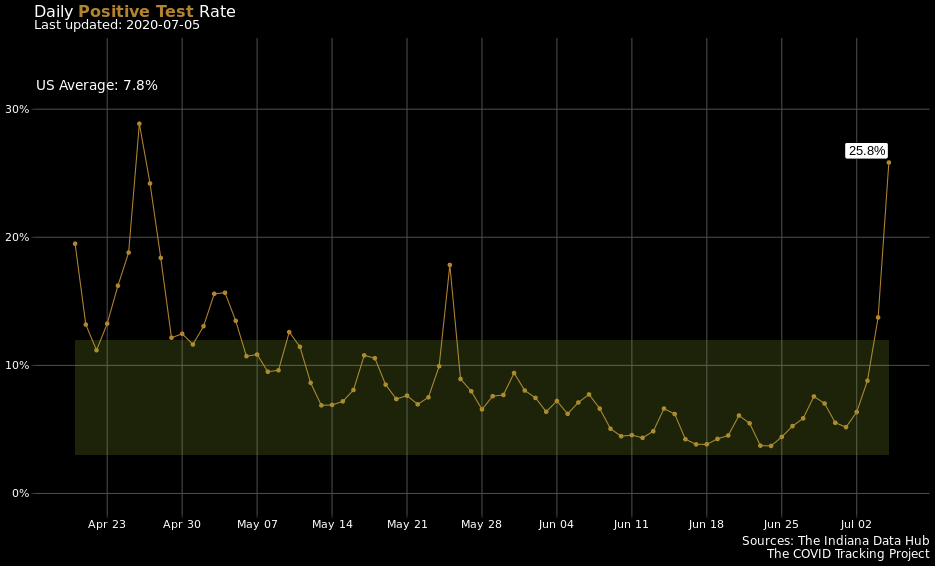 Daily Positive Test Rate
Last updated: 2020-07-05
US Average: 7.8%
30%
25.8%
20%
10%
0%
Apr 23 Apr 30 May 07 May 14 May 21 May 28 Jun 04 Jun 11 Jun 18 Jun 25 Jul 02
Sources: The Indiana Data Hub
The COVID Tracking Project